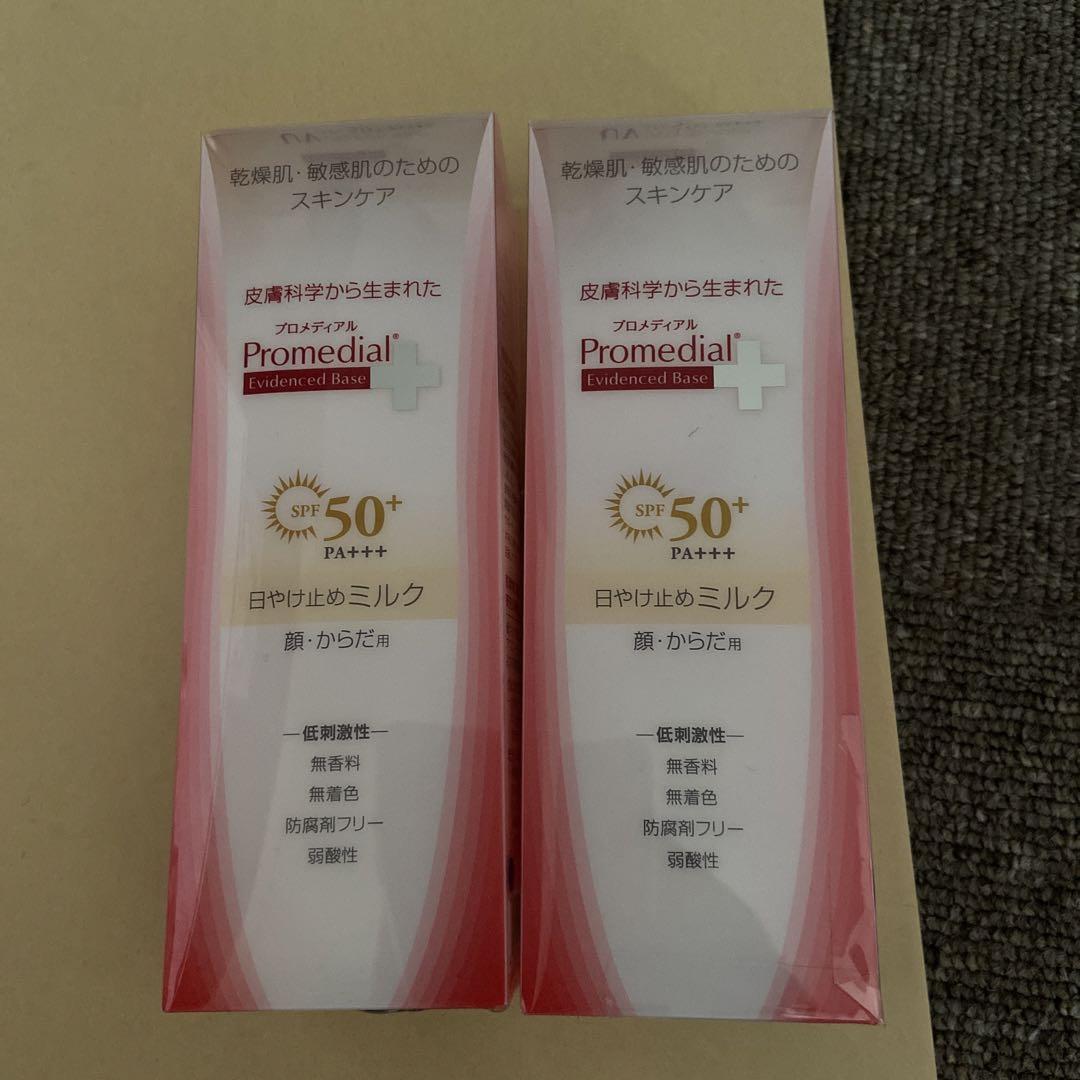 乾燥肌・敏感肌のための
スキンケア
皮膚科学から生まれた
プロメディアル
Promedial®
Evidenced Base
SPF 50+
PA+++
日やけ止めミルク
顔・からだ用
―低刺激性―
無香料
無着色
防腐剤フリー
弱酸性
乾燥肌・敏感肌のための
スキンケア
皮膚科学から生まれた
プロメディアル
Promedial®
Evidenced Base
SPF 50+
PA+++
日やけ止めミルク
顔・からだ用
―低刺激性―
無香料
無着色
防腐剤フリー
弱酸性